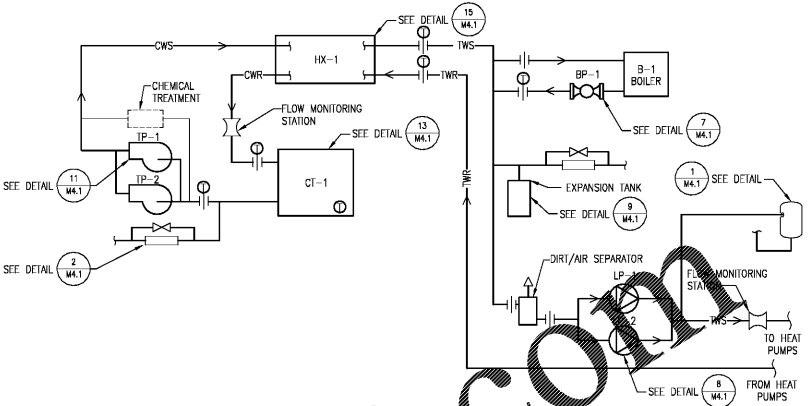 SEE DETAIL
15
M4.1
CWS
T
TWS
HX-1
CWR
T
TWR
B-1
BOILER
BP-1
T
CHEMICAL
TREATMENT
FLOW MONITORING
STATION
SEE DETAIL
7
M4.1
SEE DETAIL
13
M4.1
TP-1
T
SEE DETAIL
11
M4.1
TP-2
CT-1
T
T
TWR
EXPANSION TANK
SEE DETAIL
9
M4.1
1
M4.1
SEE DETAIL
SEE DETAIL
2
M4.1
DIRT/AIR SEPARATOR
LP-1
FLOW MONITORING
STATION
2
TWS
TO HEAT
PUMPS
SEE DETAIL
8
M4.1
FROM HEAT
PUMPS
com